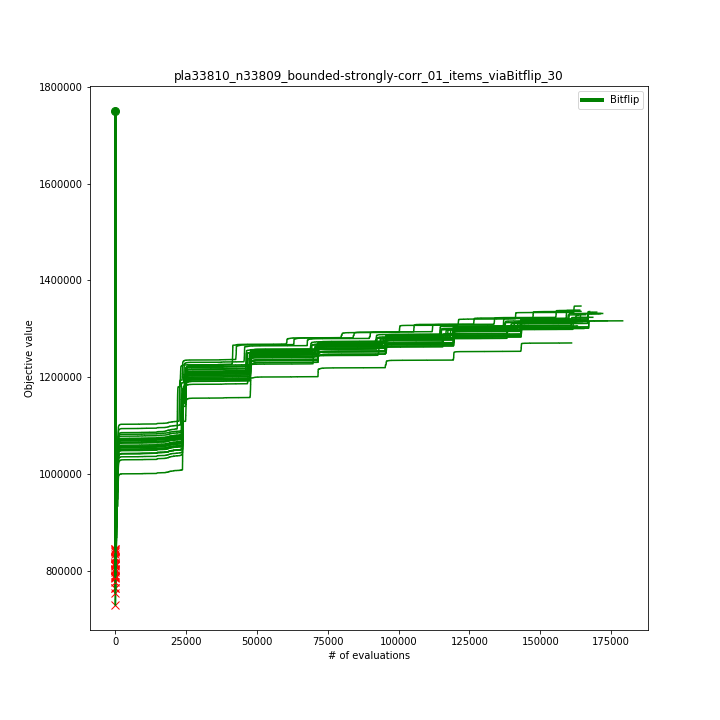 pla33810_n33809_bounded-strongly-corr_01_items_viaBitflip_30
Bitflip
1800000
1600000
1400000
1200000
1000000
800000
Objective value
0 25000 50000 75000 100000 125000 150000 175000
# of evaluations